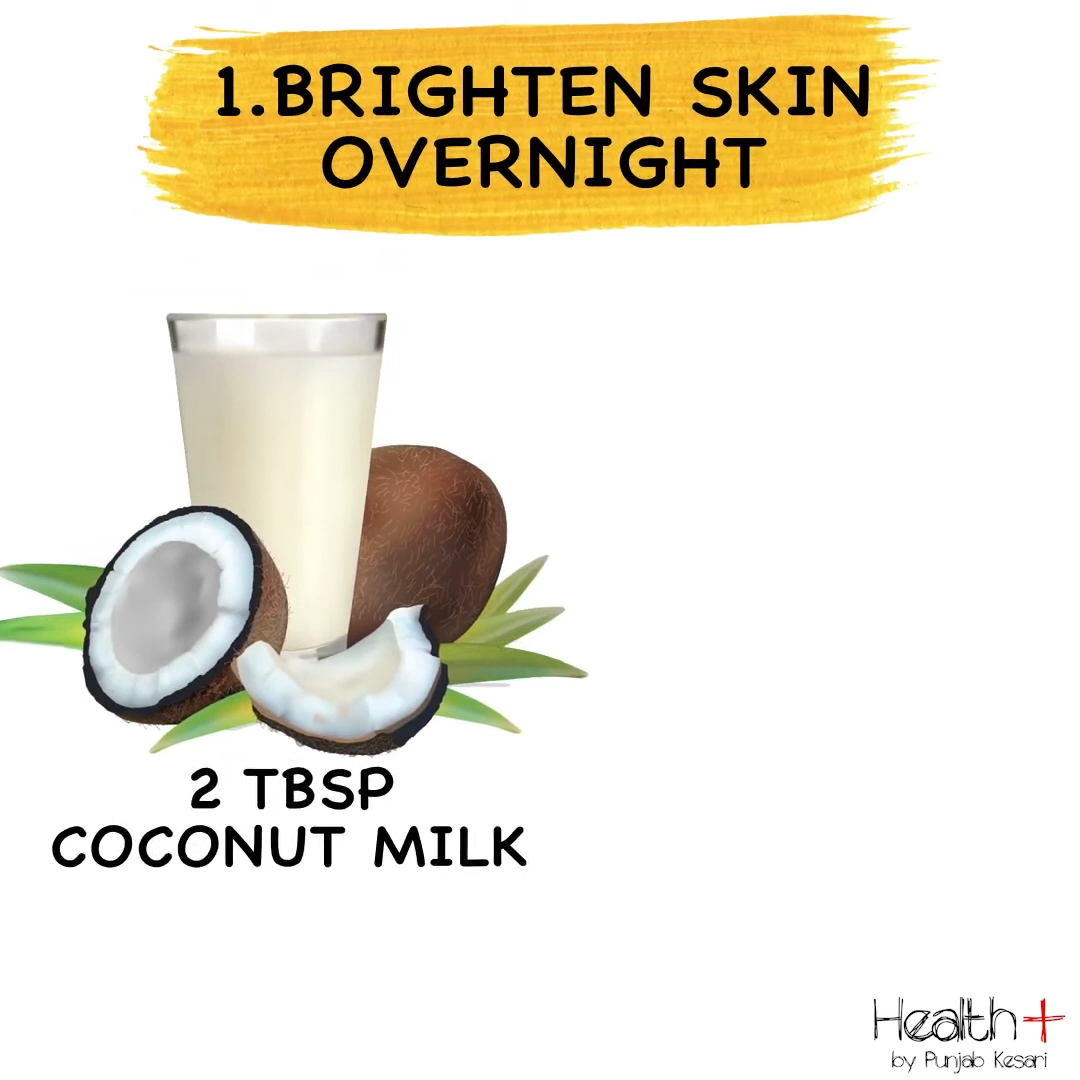 1.BRIGHTEN SKIN
OVERNIGHT
2 TBSP
COCONUT MILK
Health+
by Punjab Kesari